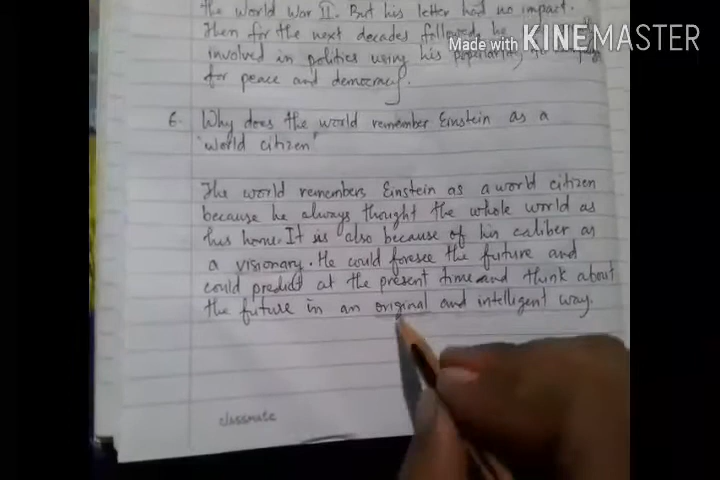 the World War II. But his letter had no impact.
Then for the next decades followed, he
Made with KINEMASTER
involved in politics using his popularity to
for peace and democracy.
6. Why does the world remember Einstein as a
"world citizen"
The world remembers Einstein as a world citizen
because he always thought the whole world as
his home. It is also because of his caliber as
a visionary. He could foresee the future and
could predict at the present time and think about
the future in an original and intelligent way.
classmate